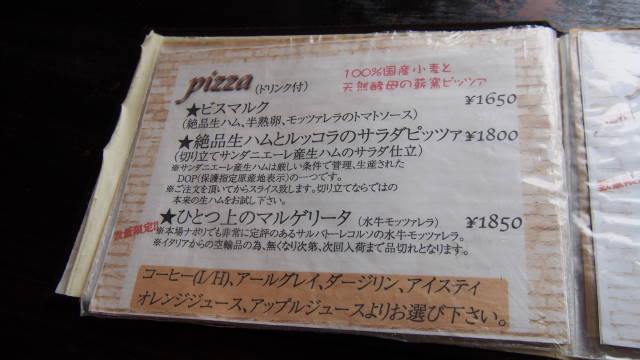 pizza (ドリンク付)
100%国産小麦と
天然酵母の薪窯ピッツア
★ビスマルク ¥1650
(絶品生ハム、半熟卵、モッツァレラのトマトソース)
★絶品生ハムとルッコラのサラダピッツァ ¥1800
(切り立てサンダニエーレ産生ハムのサラダ仕立)
※サンダニエーレ産生ハムは厳しい条件で管理、生産された
DOP(保護指定原産地表示)の一つです。
※ご注文を頂いてからスライス致します。切り立てならではの
本来の生ハムをお試し下さい。
数量限定!!
★ひとつ上のマルゲリータ (水牛モッツァレラ) ¥1850
※本場ナポリでも非常に定評のあるサルバーレコルソの水牛モッツァレラ。
※イタリアからの空輸品の為、無くなり次第、次回入荷まで品切れとなります。
コーヒー(I/H)、アールグレイ、ダージリン、アイスティ
オレンジジュース、アップルジュースよりお選び下さい。